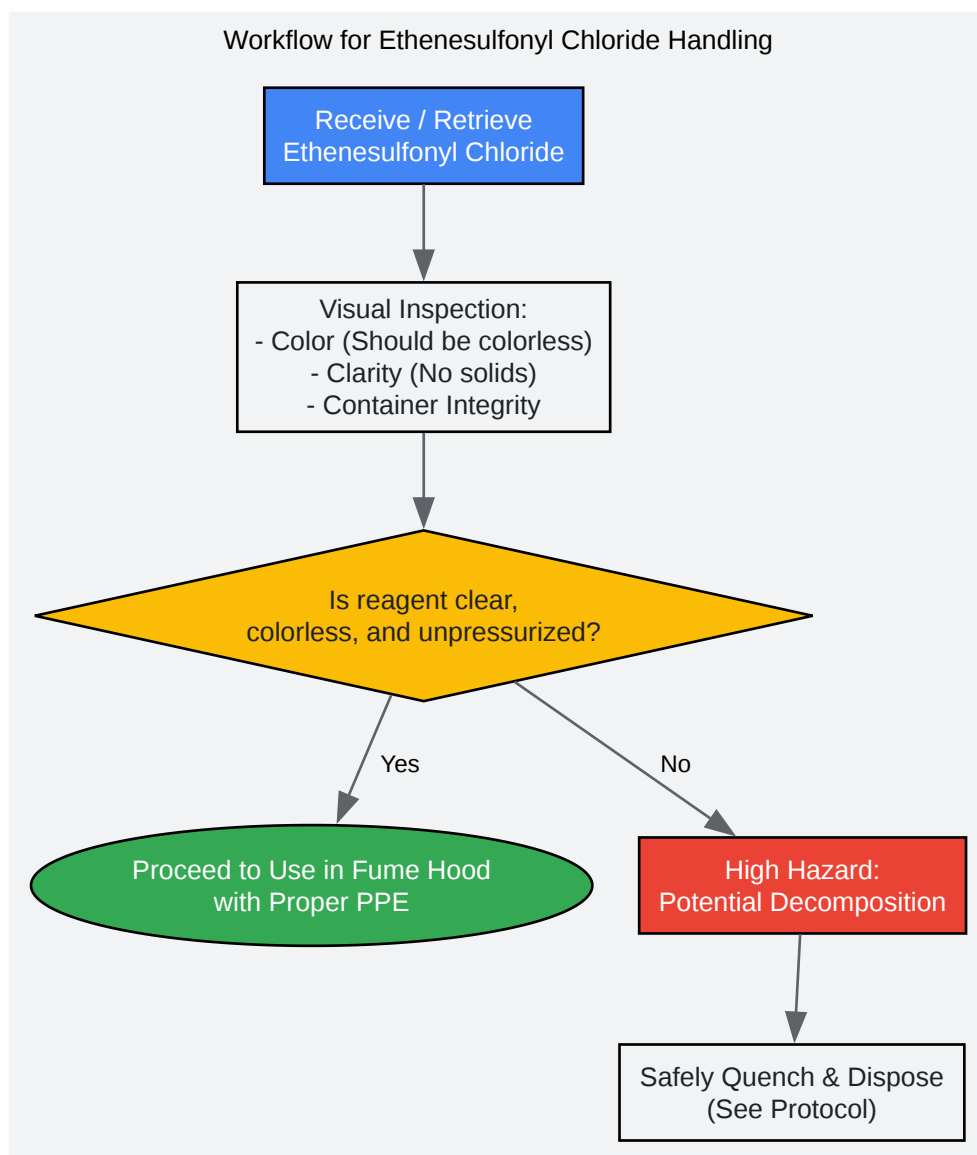 Workflow for Ethenesulfonyl Chloride Handling
Receive / Retrieve
Ethenesulfonyl Chloride
Visual Inspection:
- Color (Should be colorless)
- Clarity (No solids)
- Container Integrity
Is reagent clear,
colorless, and unpressurized?
Yes
No
Proceed to Use in Fume Hood
with Proper PPE
High Hazard:
Potential Decomposition
Safely Quench & Dispose
(See Protocol)